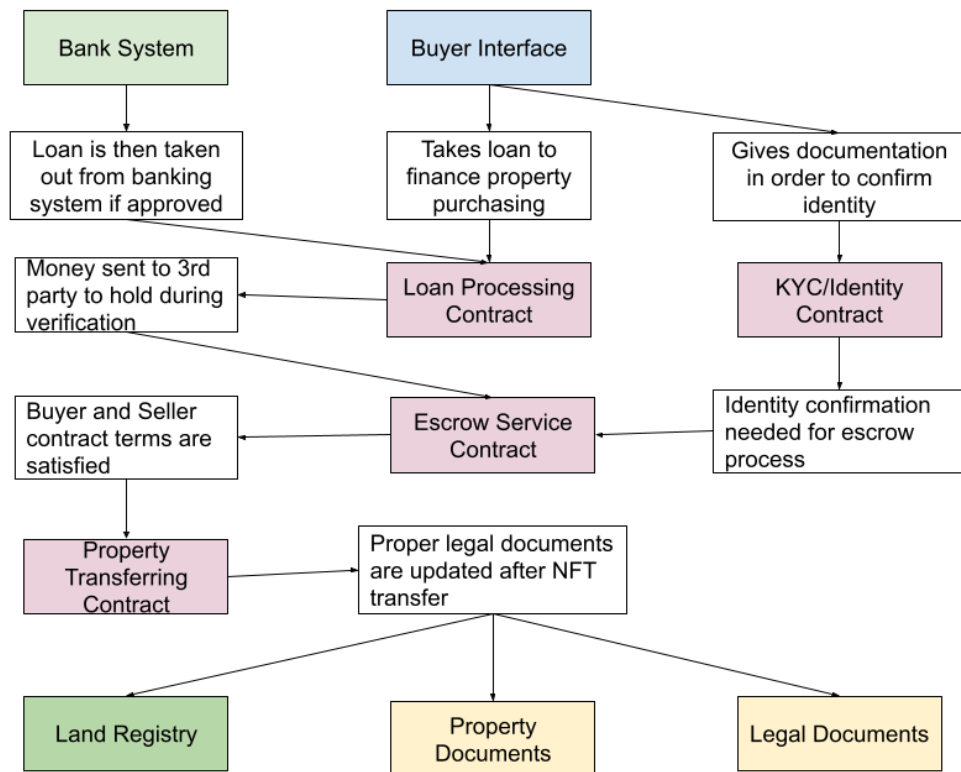 Bank System
Buyer Interface
Loan is then taken
out from banking
system if approved
Takes loan to
finance property
purchasing
Gives documentation
in order to confirm
identity
Money sent to 3rd
party to hold during
verification
Loan Processing
Contract
KYC/Identity
Contract
Buyer and Seller
contract terms are
satisfied
Escrow Service
Contract
Identity confirmation
needed for escrow
process
Property
Transferring
Contract
Proper legal documents
are updated after NFT
transfer
Land Registry
Property
Documents
Legal Documents